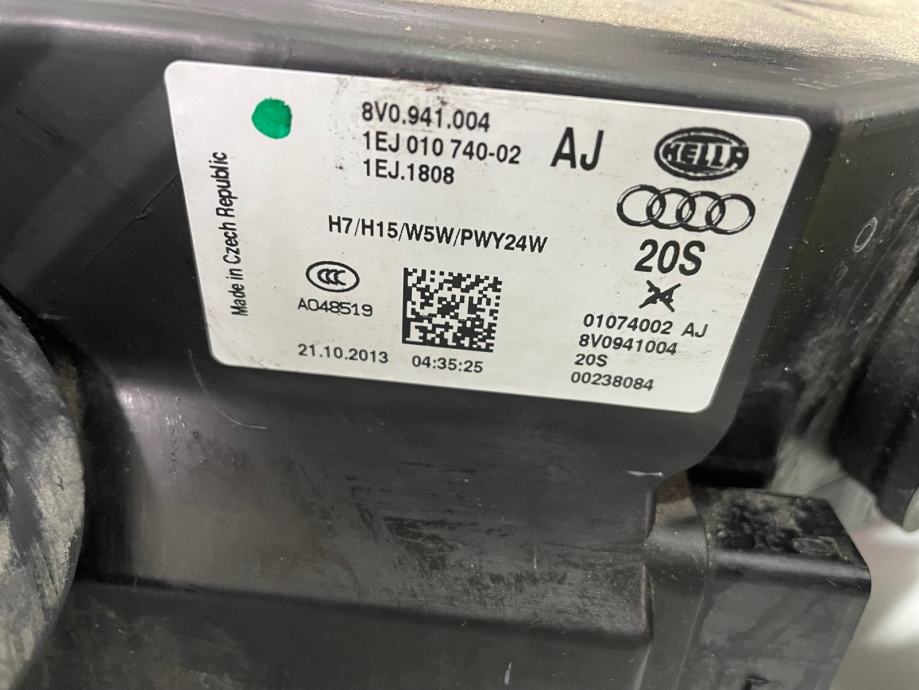 8V0.941.004
1EJ 010 740-02 AJ
1EJ.1808
HELLA
Made in Czech Republic
H7/H15/W5W/PWY24W
20S
CCC
A048519
01074002 AJ
8V0941004
20S
00238084
21.10.2013 04:35:25